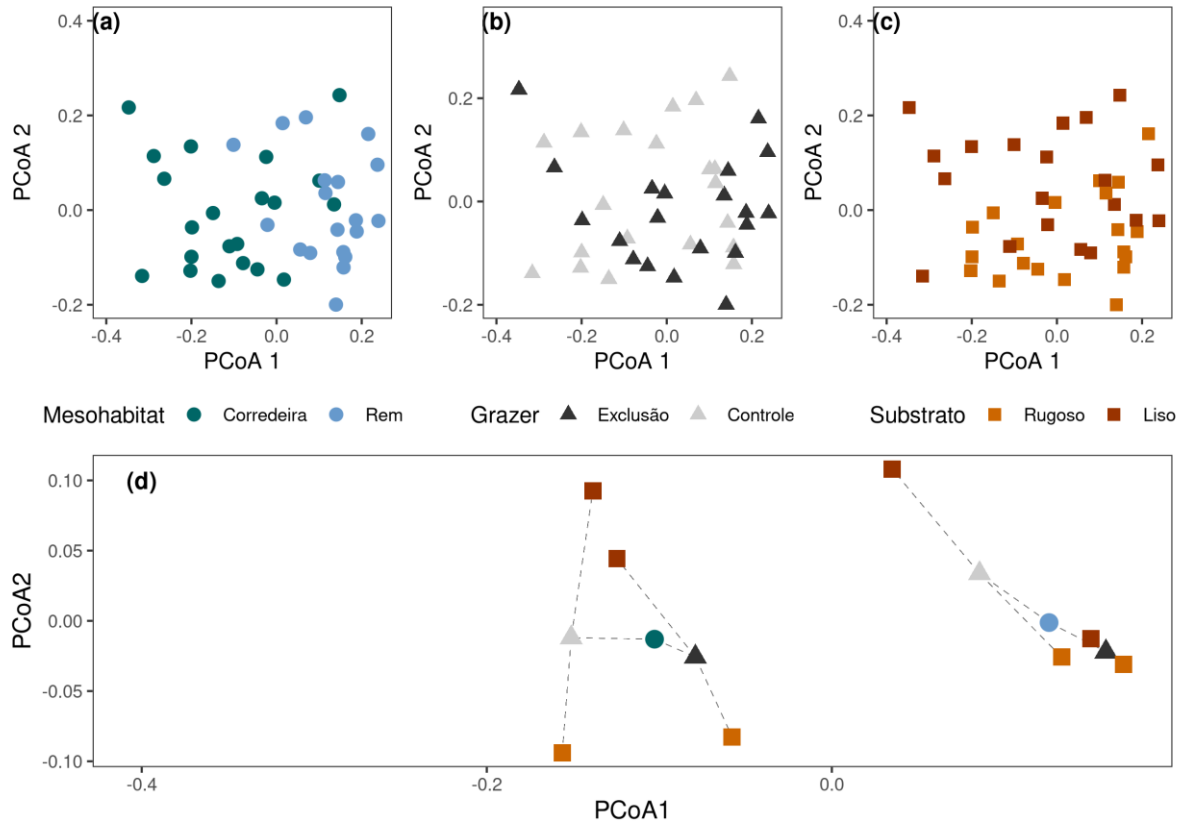 (a)
0.4
0.2
0.0
-0.2
PCoA 2
-0.4
-0.2
0.0
0.2
PCoA 1
(b)
0.2
0.0
-0.2
PCoA 2
-0.4
-0.2
0.0
0.2
PCoA 1
(c)
0.4
0.2
0.0
-0.2
PCoA 2
-0.4
-0.2
0.0
0.2
PCoA 1
Mesohabitat Corredeira Rem
Grazer Exclusão Controle
Substrato Rugoso Liso
(d)
0.10
0.05
0.00
-0.05
-0.10
PCoA2
-0.4
-0.2
0.0
PCoA1